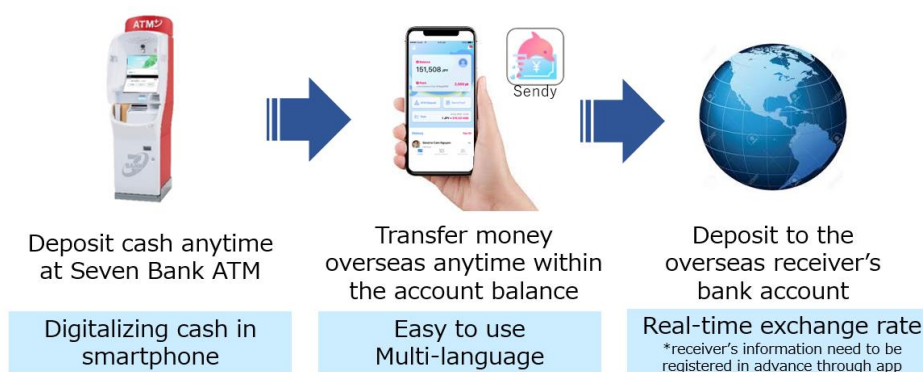 ATM
151,508
Sendy
Deposit cash anytime
at Seven Bank ATM
Transfer money
overseas anytime within
the account balance
Deposit to the
overseas receiver's
bank account
Digitalizing cash in
smartphone
Easy to use
Multi-language
Real-time exchange rate
*receiver's information need to be
registered in advance through app